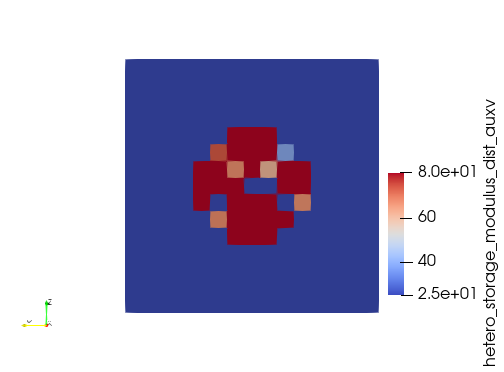 8.0e+01
60
40
2.5e+01
hetero_storage_modulus_dist_auxv
Z